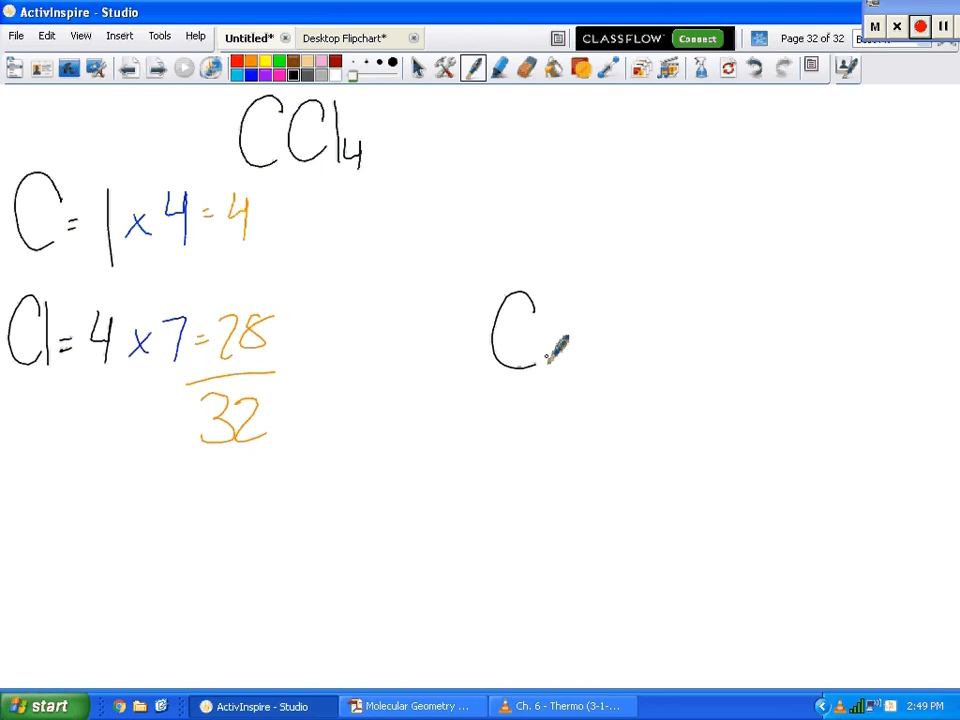 ActivInspire - Studio
File Edit View Insert Tools Help
Untitled* Desktop Flipchart*
CLASSFLOW Connect
Page 32 of 32
M
CCl4
C = 1 x 4 = 4
Cl = 4 x 7 = 28
32
C
start ActivInspire - Studio Molecular Geometry ... Ch. 6 - Thermo (3-1-... 2:49 PM